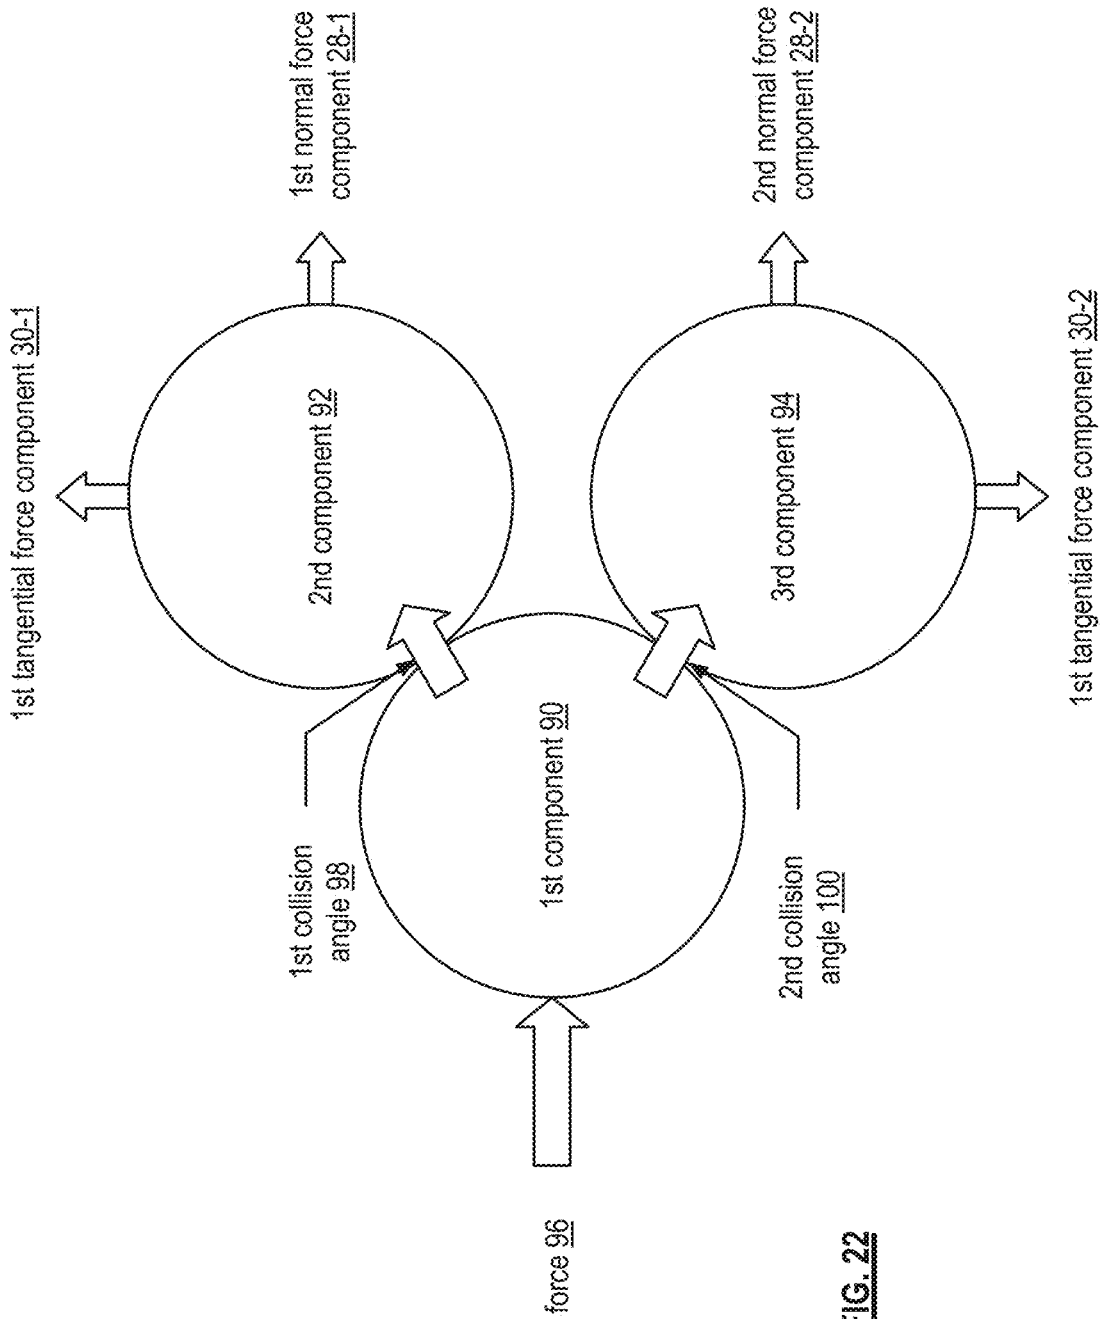 1st tangential force component 30-1
1st normal force
component 28-1
2nd component 92
1st collision
angle 98
1st component 90
force 96
2nd normal force
component 28-2
3rd component 94
2nd collision
angle 100
1st tangential force component 30-2
FIG. 22